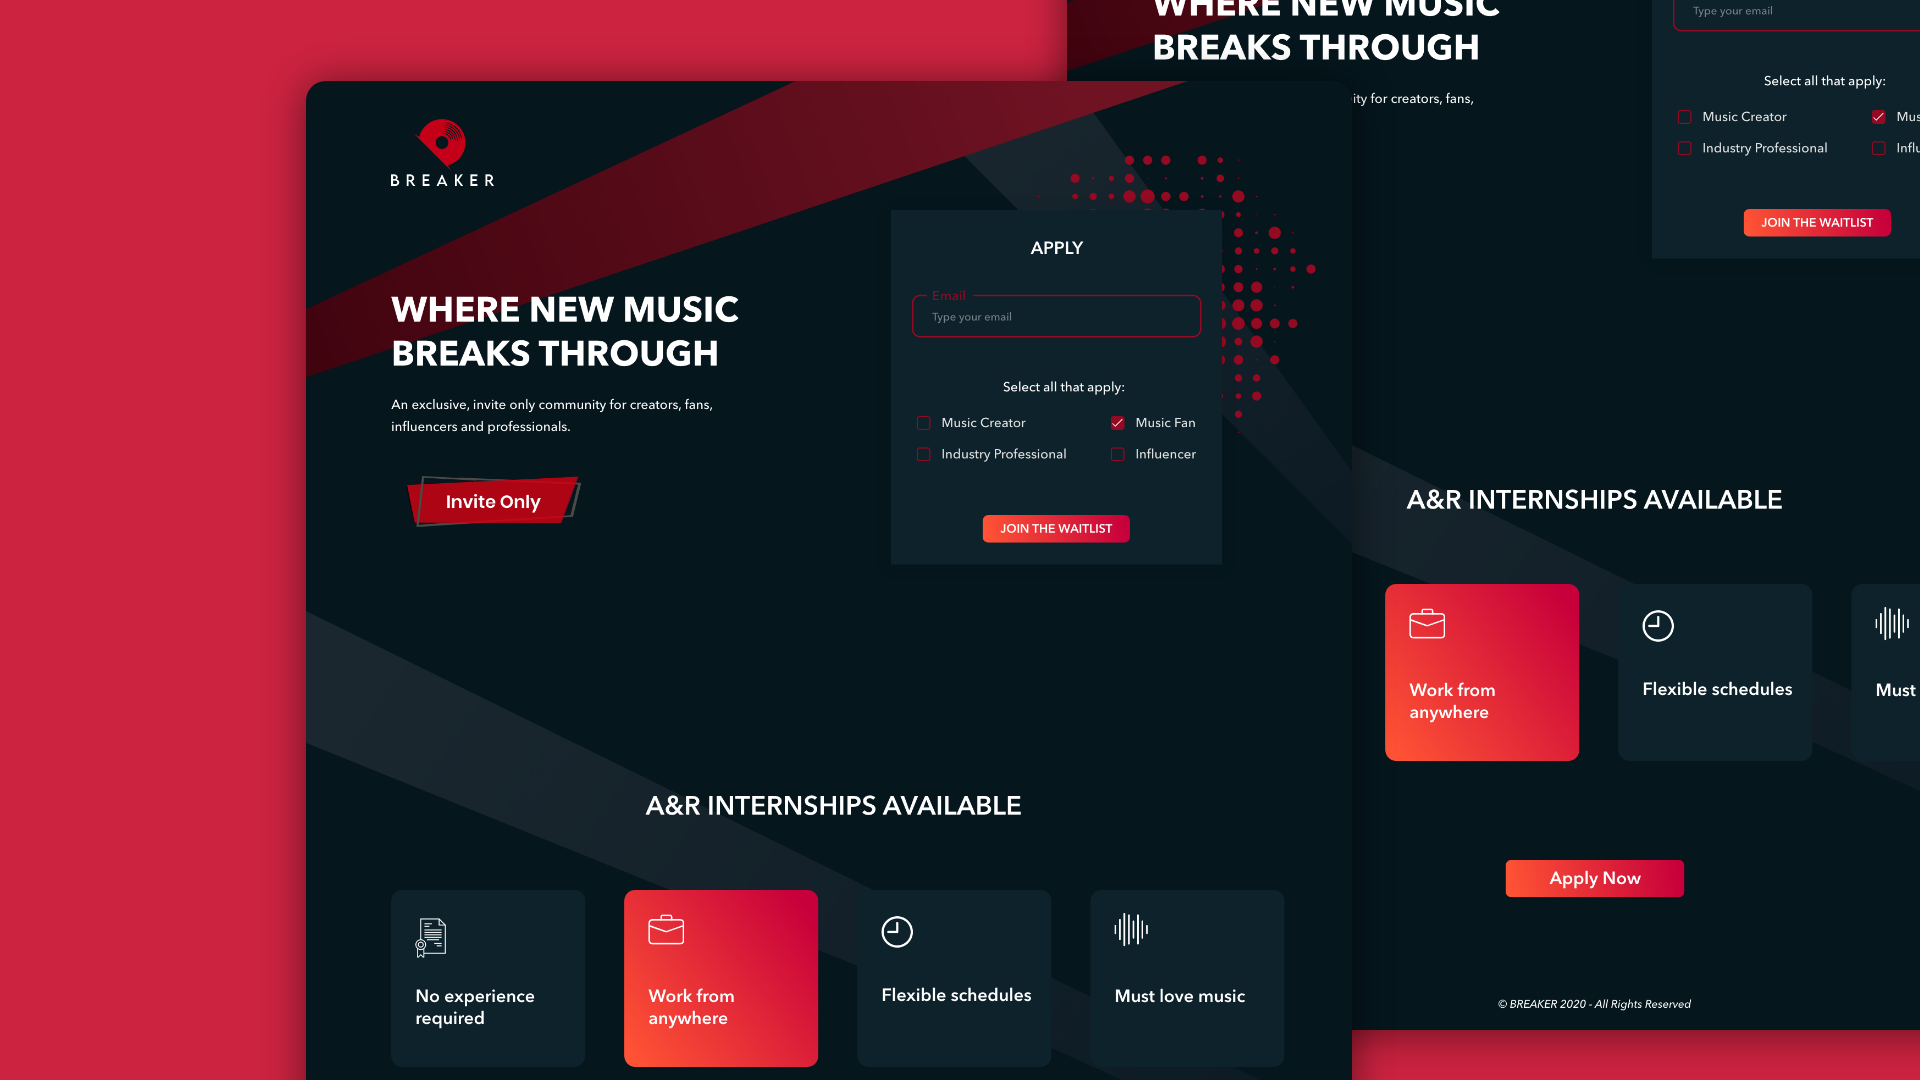 BREAKER
WHERE NEW MUSIC
BREAKS THROUGH
An exclusive, invite only community for creators, fans,
influencers and professionals.
Invite Only
APPLY
Email
Type your email
Select all that apply:
Music Creator
Music Fan
Industry Professional
Influencer
JOIN THE WAITLIST
A&R INTERNSHIPS AVAILABLE
No experience
required
Work from
anywhere
Flexible schedules
Must love music
WHERE NEW MUSIC
BREAKS THROUGH
ity for creators, fans,
Type your email
Select all that apply:
Music Creator
Mus
Industry Professional
Influ
JOIN THE WAITLIST
A&R INTERNSHIPS AVAILABLE
Work from
anywhere
Flexible schedules
Must
Apply Now
© BREAKER 2020 - All Rights Reserved